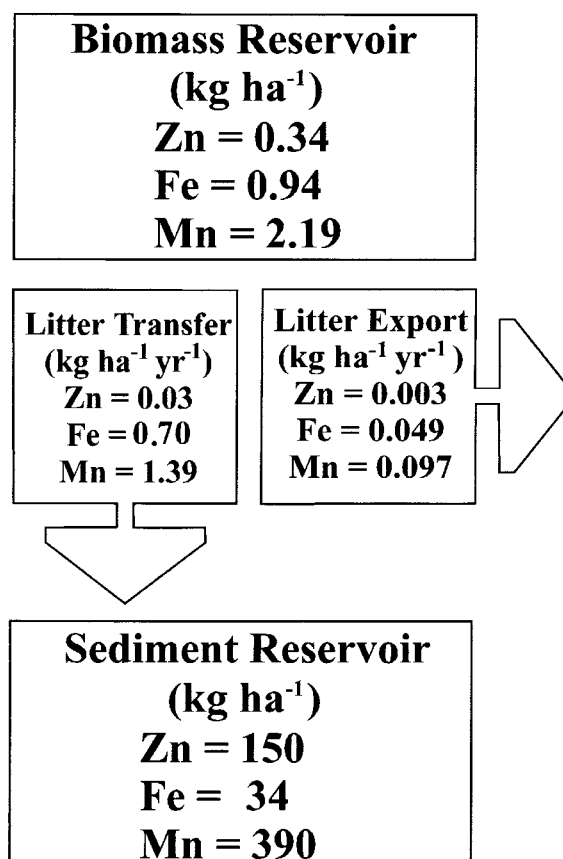 Biomass Reservoir
(kg ha⁻¹)
Zn = 0.34
Fe = 0.94
Mn = 2.19
Litter Transfer
(kg ha⁻¹ yr⁻¹)
Zn = 0.03
Fe = 0.70
Mn = 1.39
Litter Export
(kg ha⁻¹ yr⁻¹ )
Zn = 0.003
Fe = 0.049
Mn = 0.097
Sediment Reservoir
(kg ha⁻¹)
Zn = 150
Fe = 34
Mn = 390